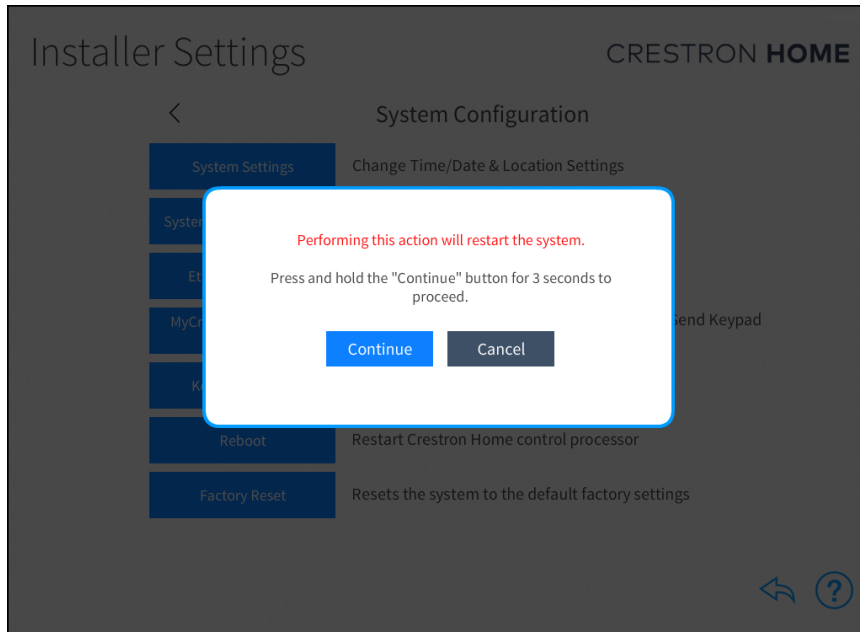 Installer Settings
CRESTRON HOME
System Configuration
System Settings
Change Time/Date & Location Settings
Performing this action will restart the system.
Press and hold the "Continue" button for 3 seconds to
proceed.
Continue
Cancel
Send Keypad
Reboot
Restart Crestron Home control processor
Factory Reset
Resets the system to the default factory settings
?